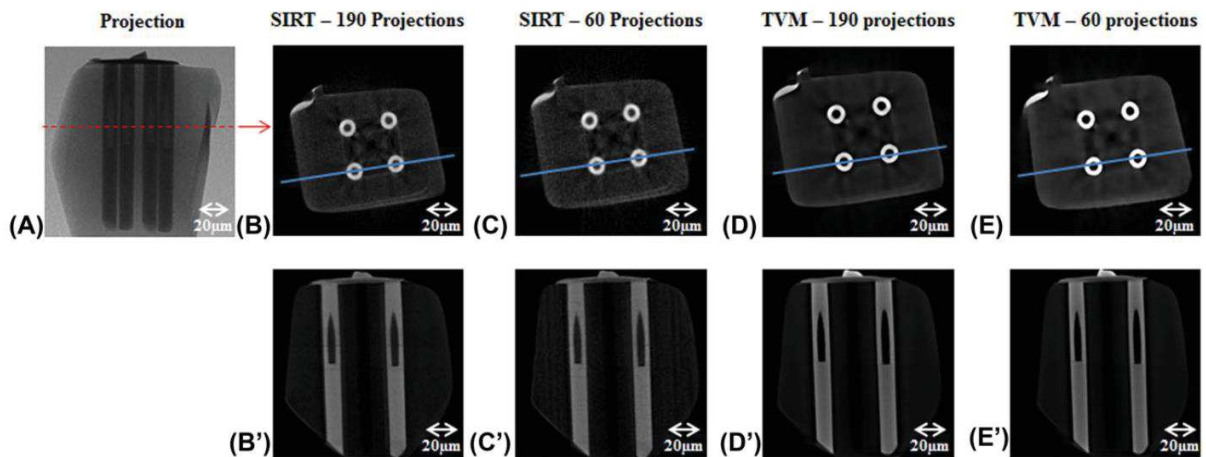 Projection
SIRT – 190 Projections
SIRT – 60 Projections
TVM – 190 projections
TVM – 60 projections
(A)
20μm
(B)
20μm
(C)
20μm
(D)
20μm
(E)
20μm
(B’)
20μm
(C’)
20μm
(D’)
20μm
(E’)
20μm